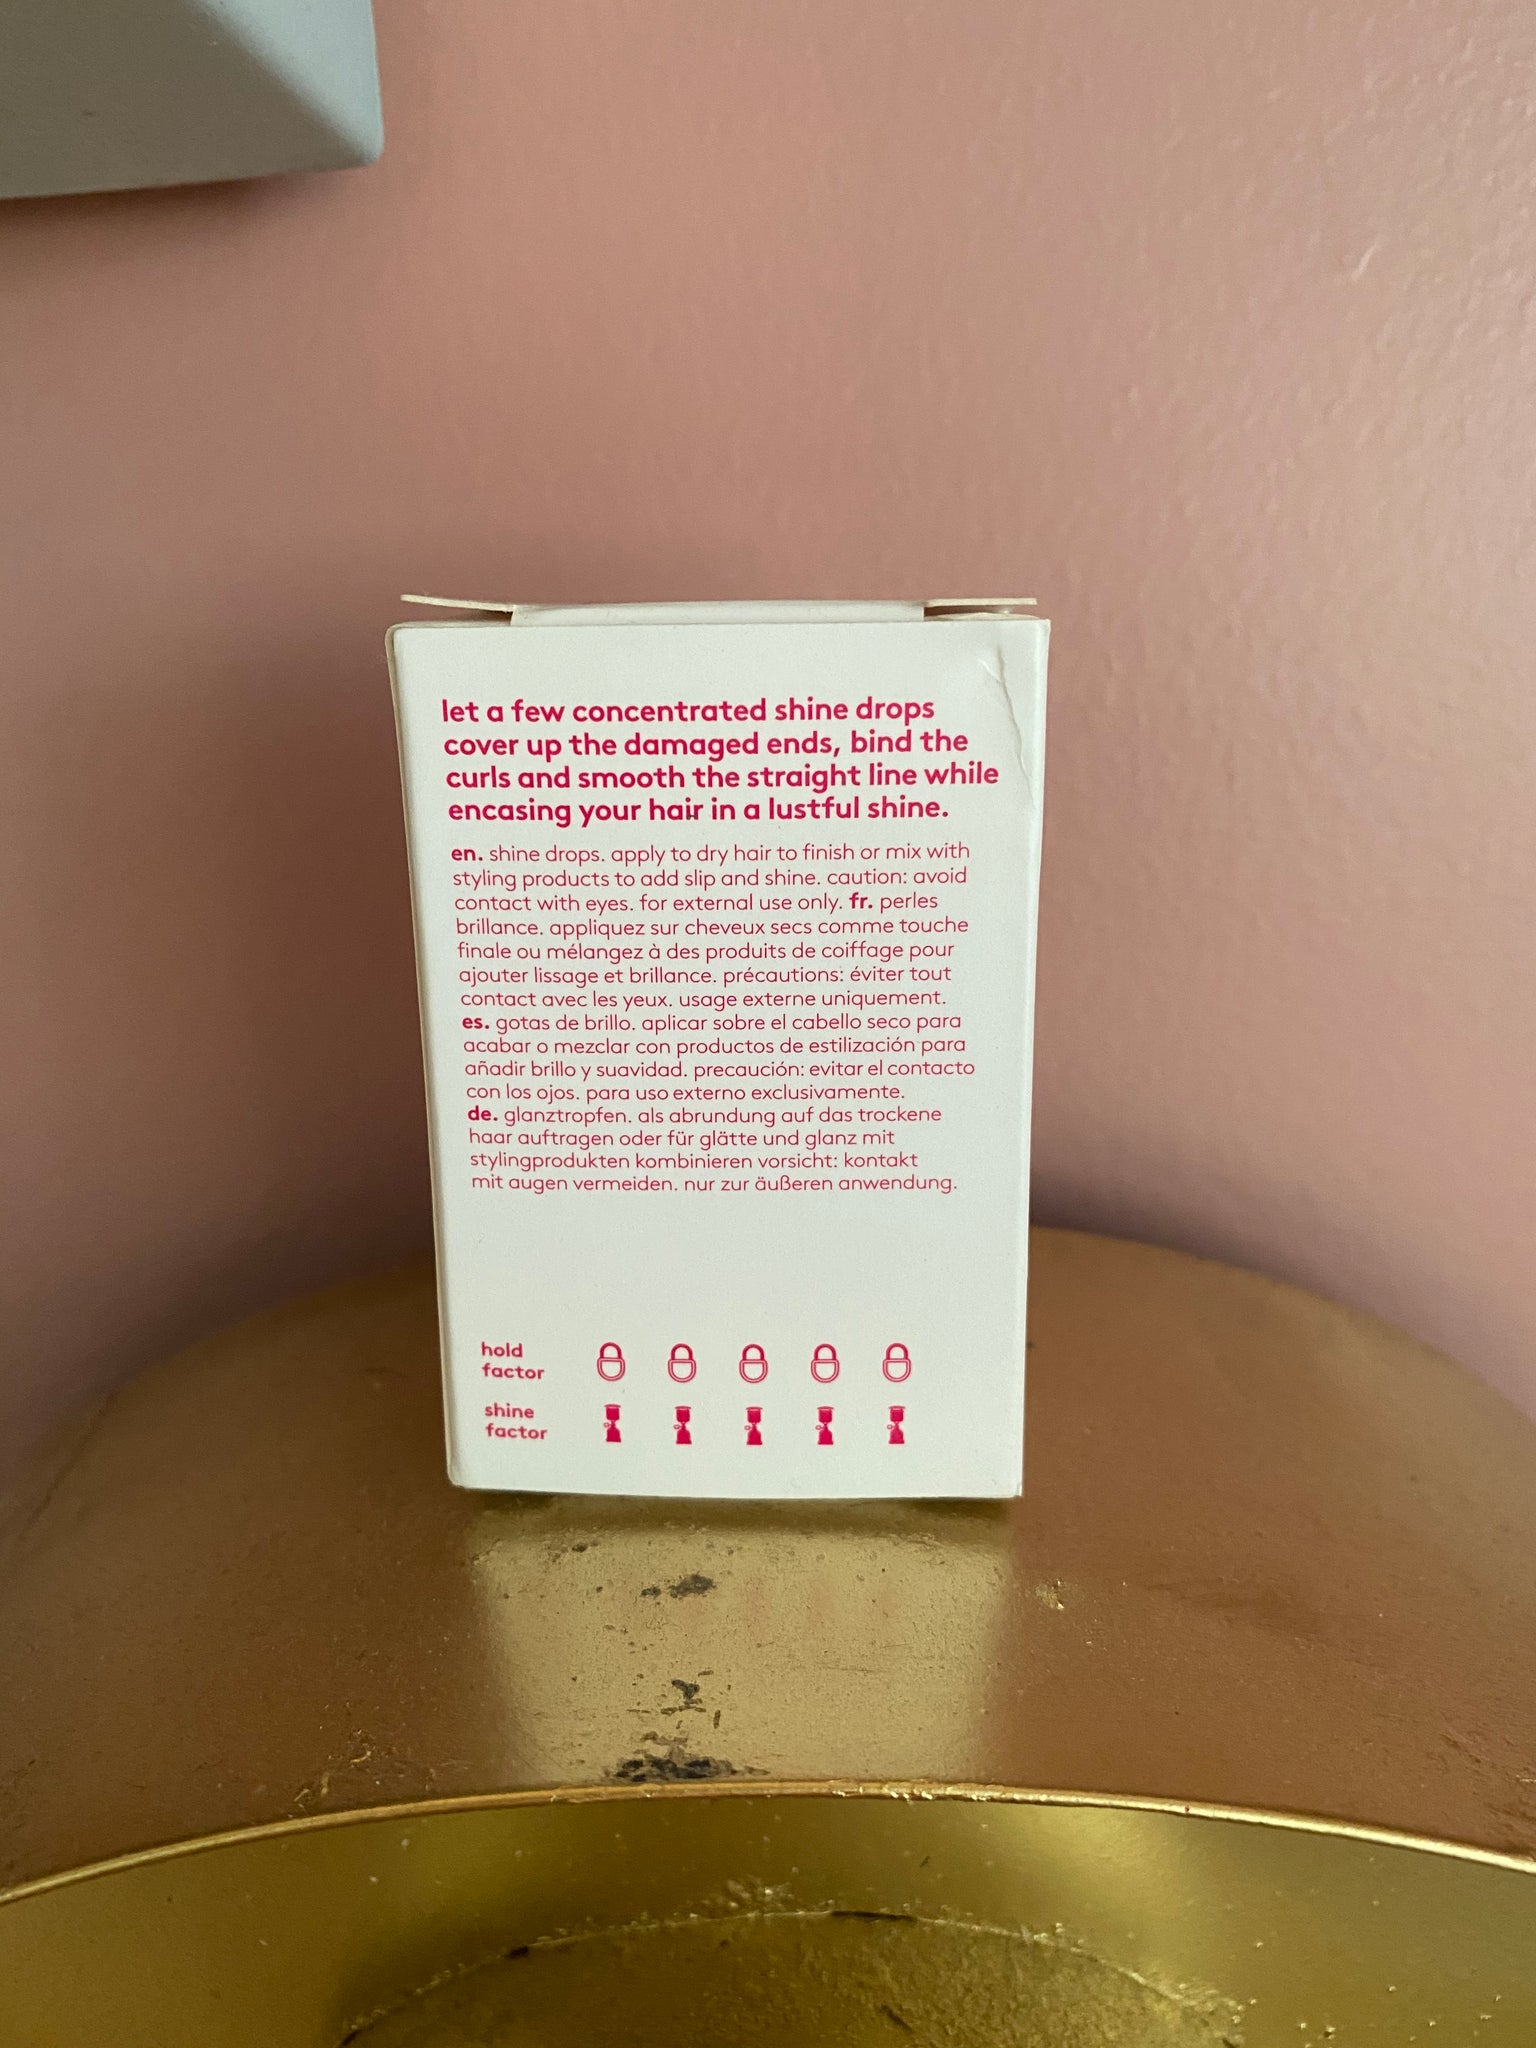 let a few concentrated shine drops
cover up the damaged ends, bind the
curls and smooth the straight line while
encasing your hair in a lustful shine.
en. shine drops. apply to dry hair to finish or mix with
styling products to add slip and shine. caution: avoid
contact with eyes. for external use only. fr. perles
brillance. appliquez sur cheveux secs comme touche
finale ou mélangez à des produits de coiffage pour
ajouter lissage et brillance. précautions: éviter tout
contact avec les yeux. usage externe uniquement.
es. gotas de brillo. aplicar sobre el cabello seco para
acabar o mezclar con productos de estilización para
añadir brillo y suavidad. precaución: evitar el contacto
con los ojos. para uso externo exclusivamente.
de. glanztropfen. als abrundung auf das trockene
haar auftragen oder für glätte und glanz mit
stylingprodukten kombinieren vorsicht: kontakt
mit augen vermeiden. nur zur äußeren anwendung.
hold
factor
shine
factor